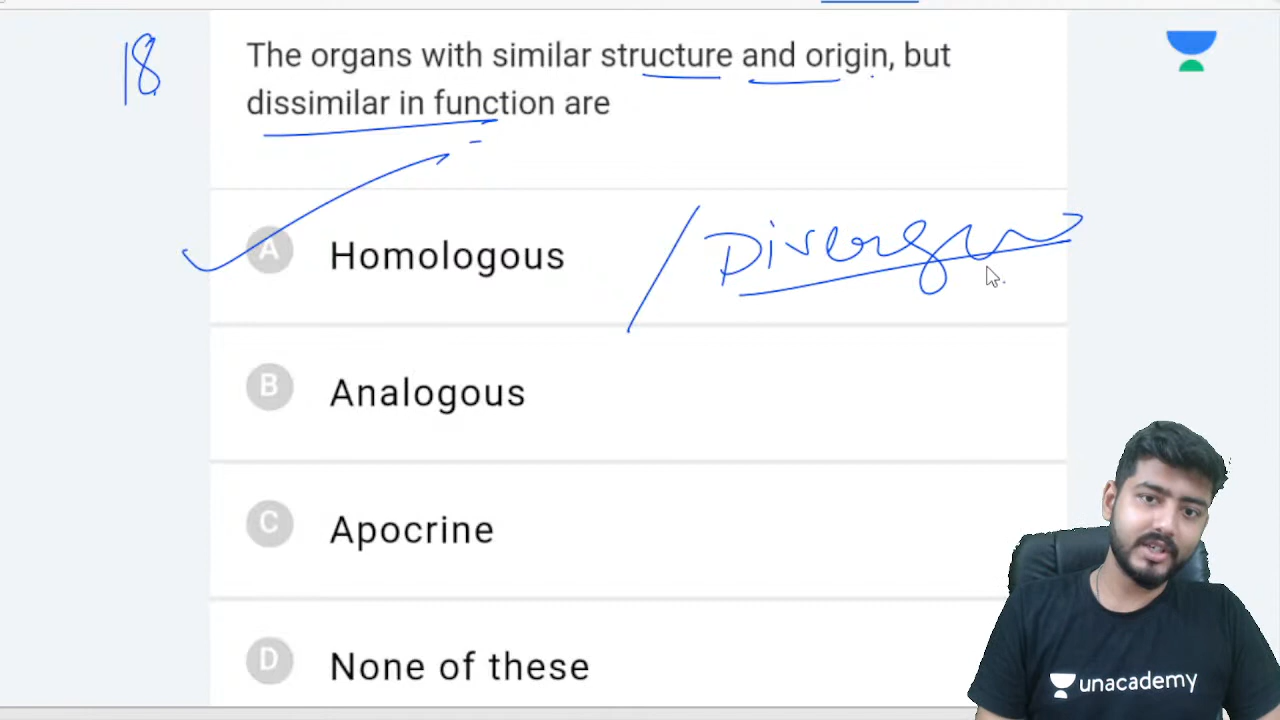 18
The organs with similar structure and origin, but
dissimilar in function are
A Homologous
B Analogous
C Apocrine
D None of these
unacademy